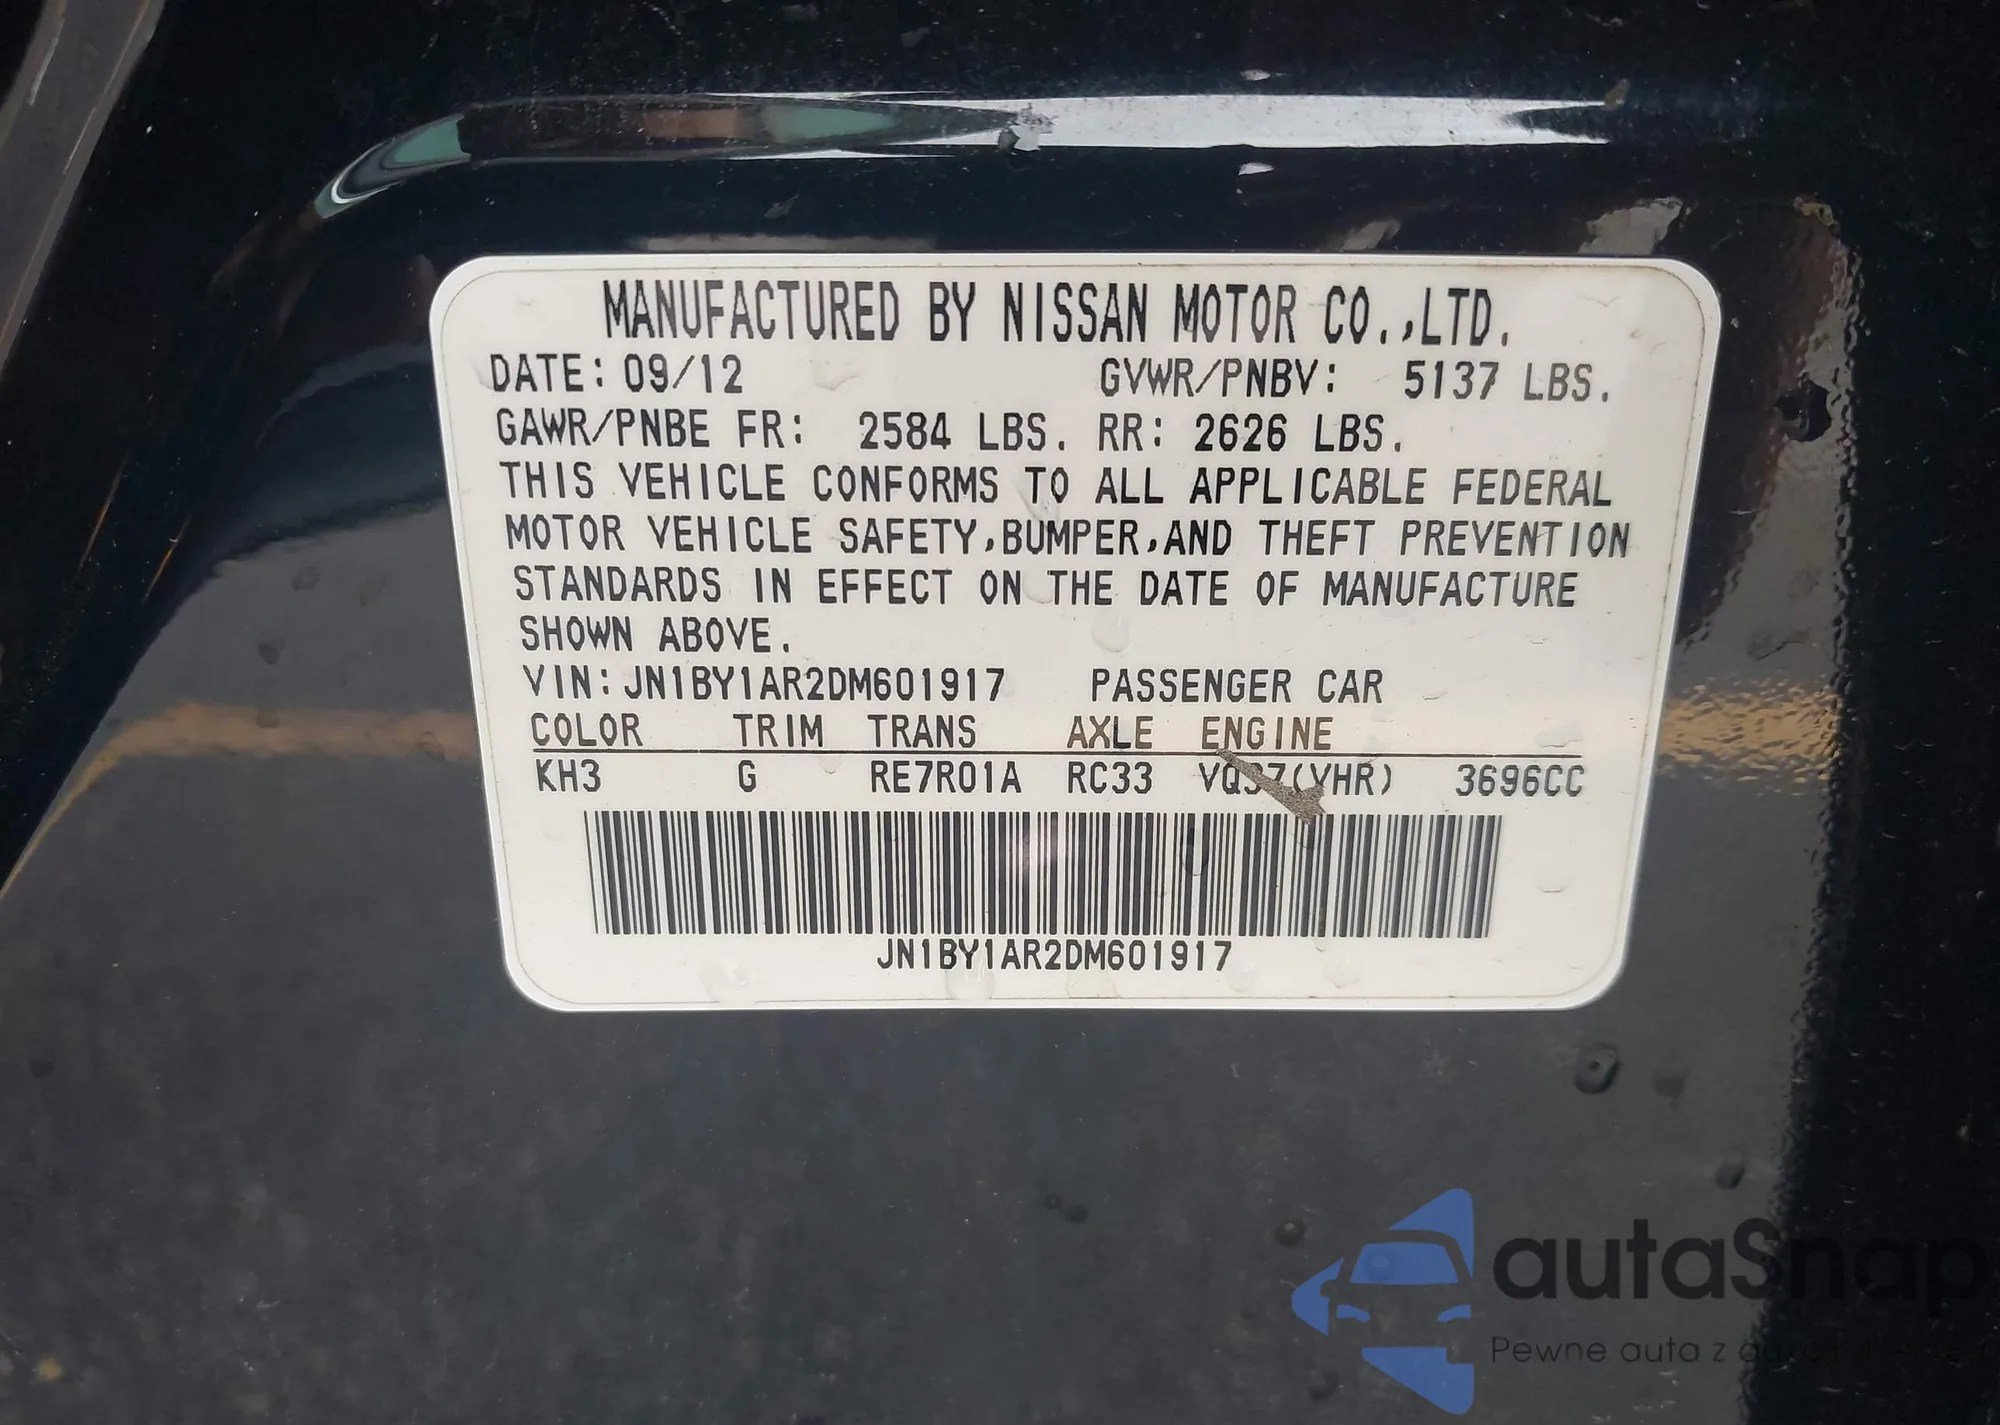 MANUFACTURED BY NISSAN MOTOR CO.,LTD.
DATE: 09/12 GVWR/PNBV: 5137 LBS.
GAWR/PNBE FR: 2584 LBS. RR: 2626 LBS.
THIS VEHICLE CONFORMS TO ALL APPLICABLE FEDERAL
MOTOR VEHICLE SAFETY,BUMPER,AND THEFT PREVENTION
STANDARDS IN EFFECT ON THE DATE OF MANUFACTURE
SHOWN ABOVE.
VIN:JN1BY1AR2DM601917 PASSENGER CAR
COLOR TRIM TRANS AXLE ENGINE
KH3 G RE7R01A RC33 VQ37(VHR) 3696CC
JN1BY1AR2DM601917
autaSnap
Pewne auta z